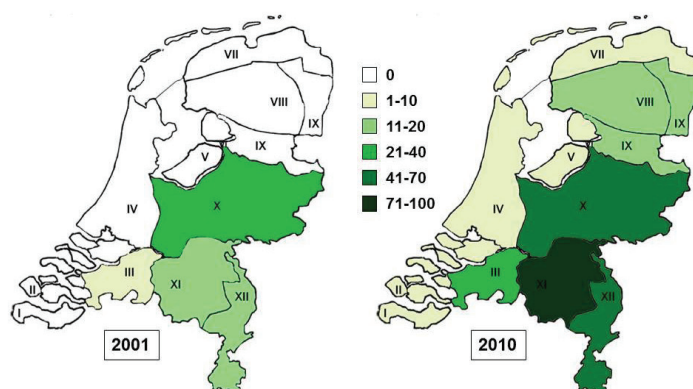 VII
VIII
IX
IX
V
IV
X
III
XI
XII
II
I
2001
0
1-10
11-20
21-40
41-70
71-100
VII
VIII
IX
IX
V
IV
X
III
XI
XII
II
I
2010